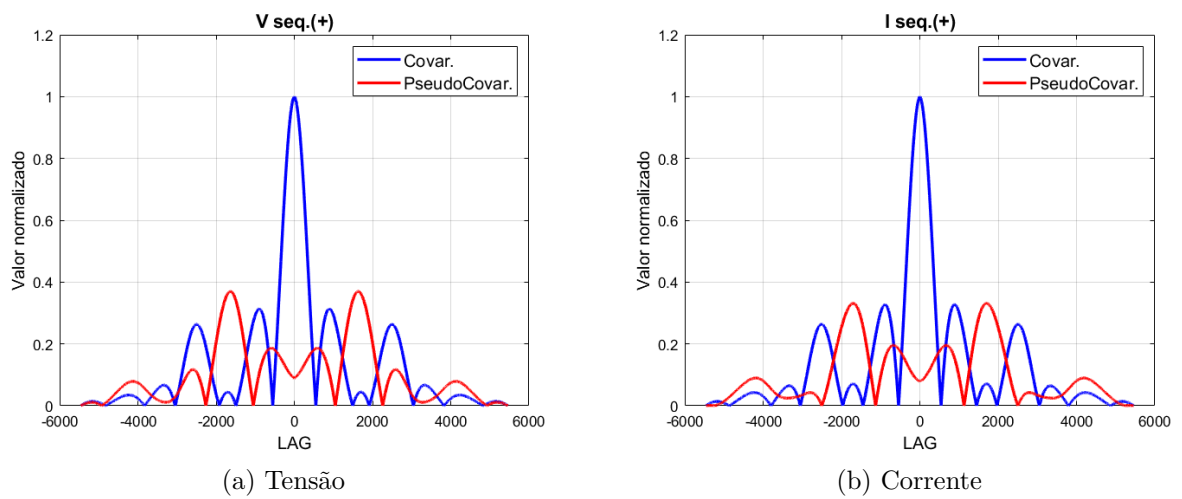 V seq.(+)
1.2
1
0.8
0.6
0.4
0.2
0
Valor normalizado
Covar.
PseudoCovar.
-6000 -4000 -2000 0 2000 4000 6000
LAG
(a) Tensão
I seq.(+)
1.2
1
0.8
0.6
0.4
0.2
0
Valor normalizado
Covar.
PseudoCovar.
-6000 -4000 -2000 0 2000 4000 6000
LAG
(b) Corrente